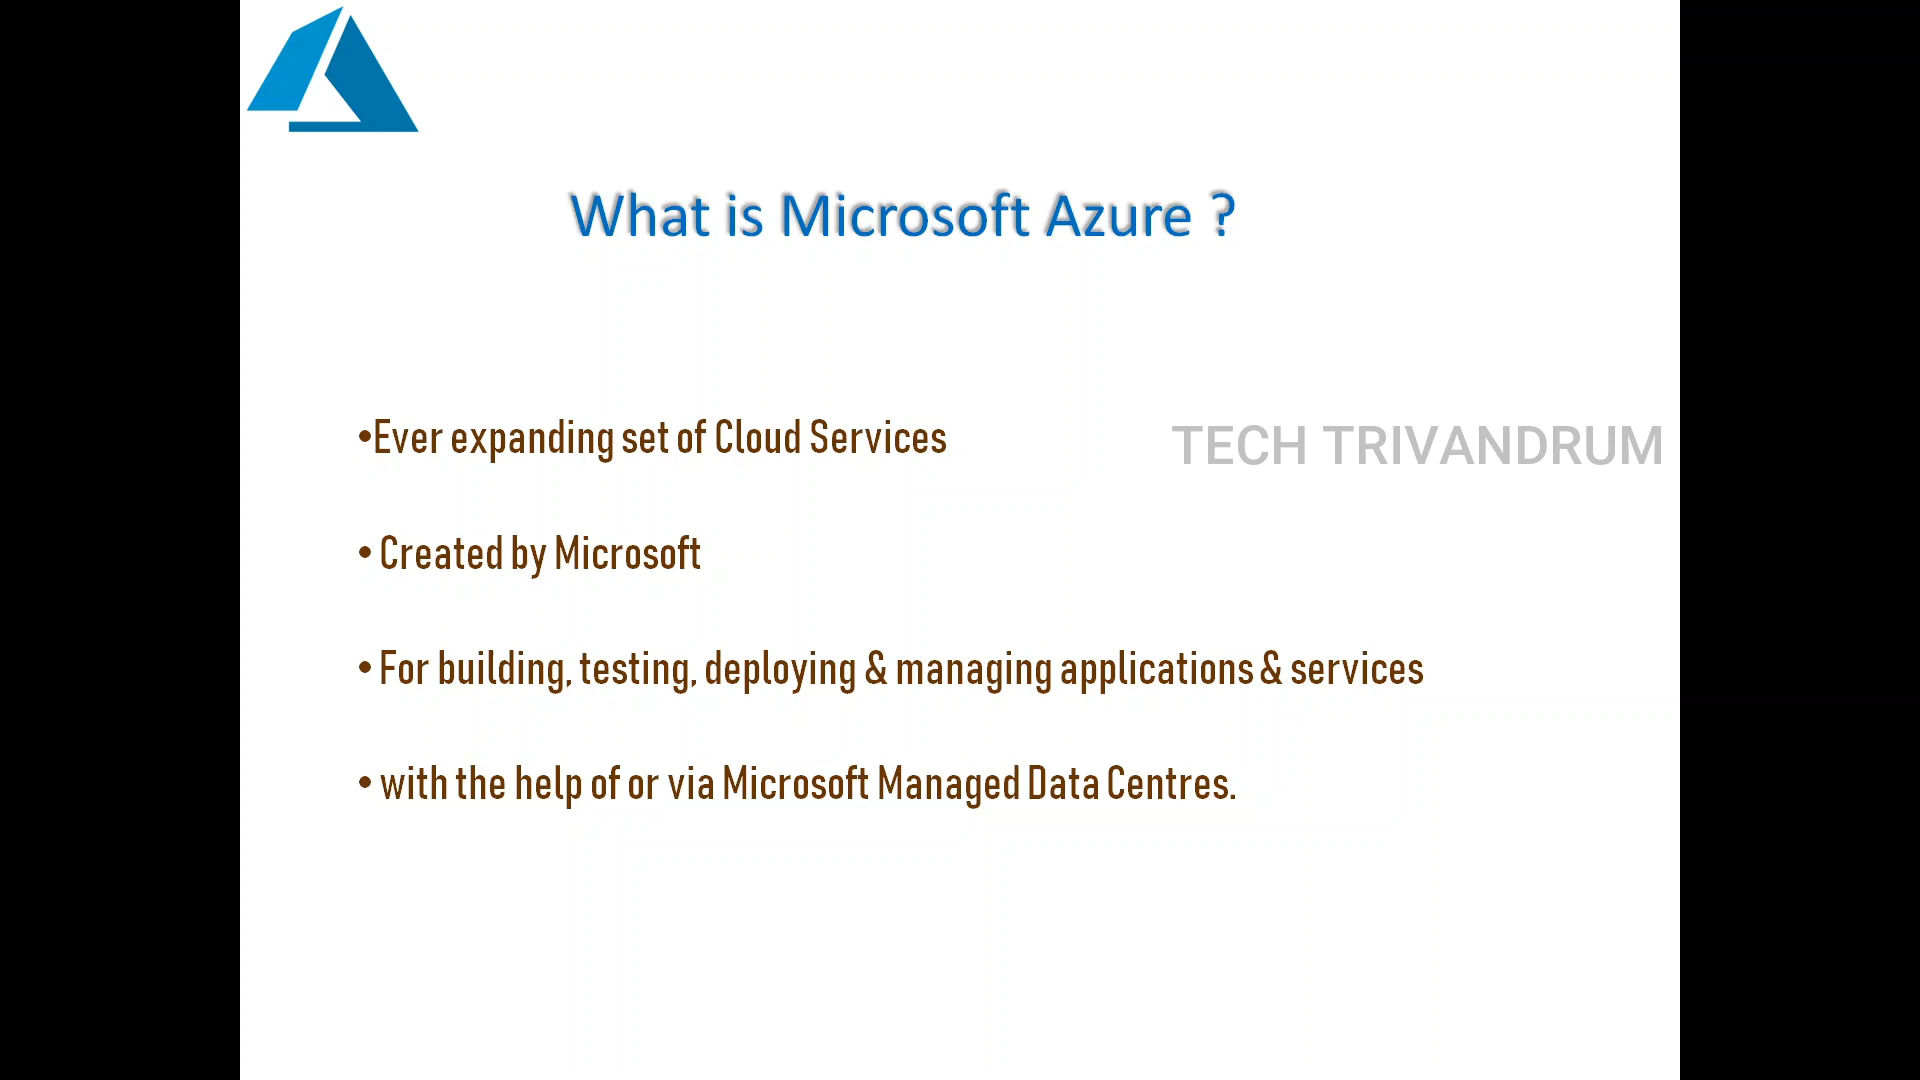 What is Microsoft Azure ?
•Ever expanding set of Cloud Services
TECH TRIVANDRUM
• Created by Microsoft
• For building, testing, deploying & managing applications & services
• with the help of or via Microsoft Managed Data Centres.